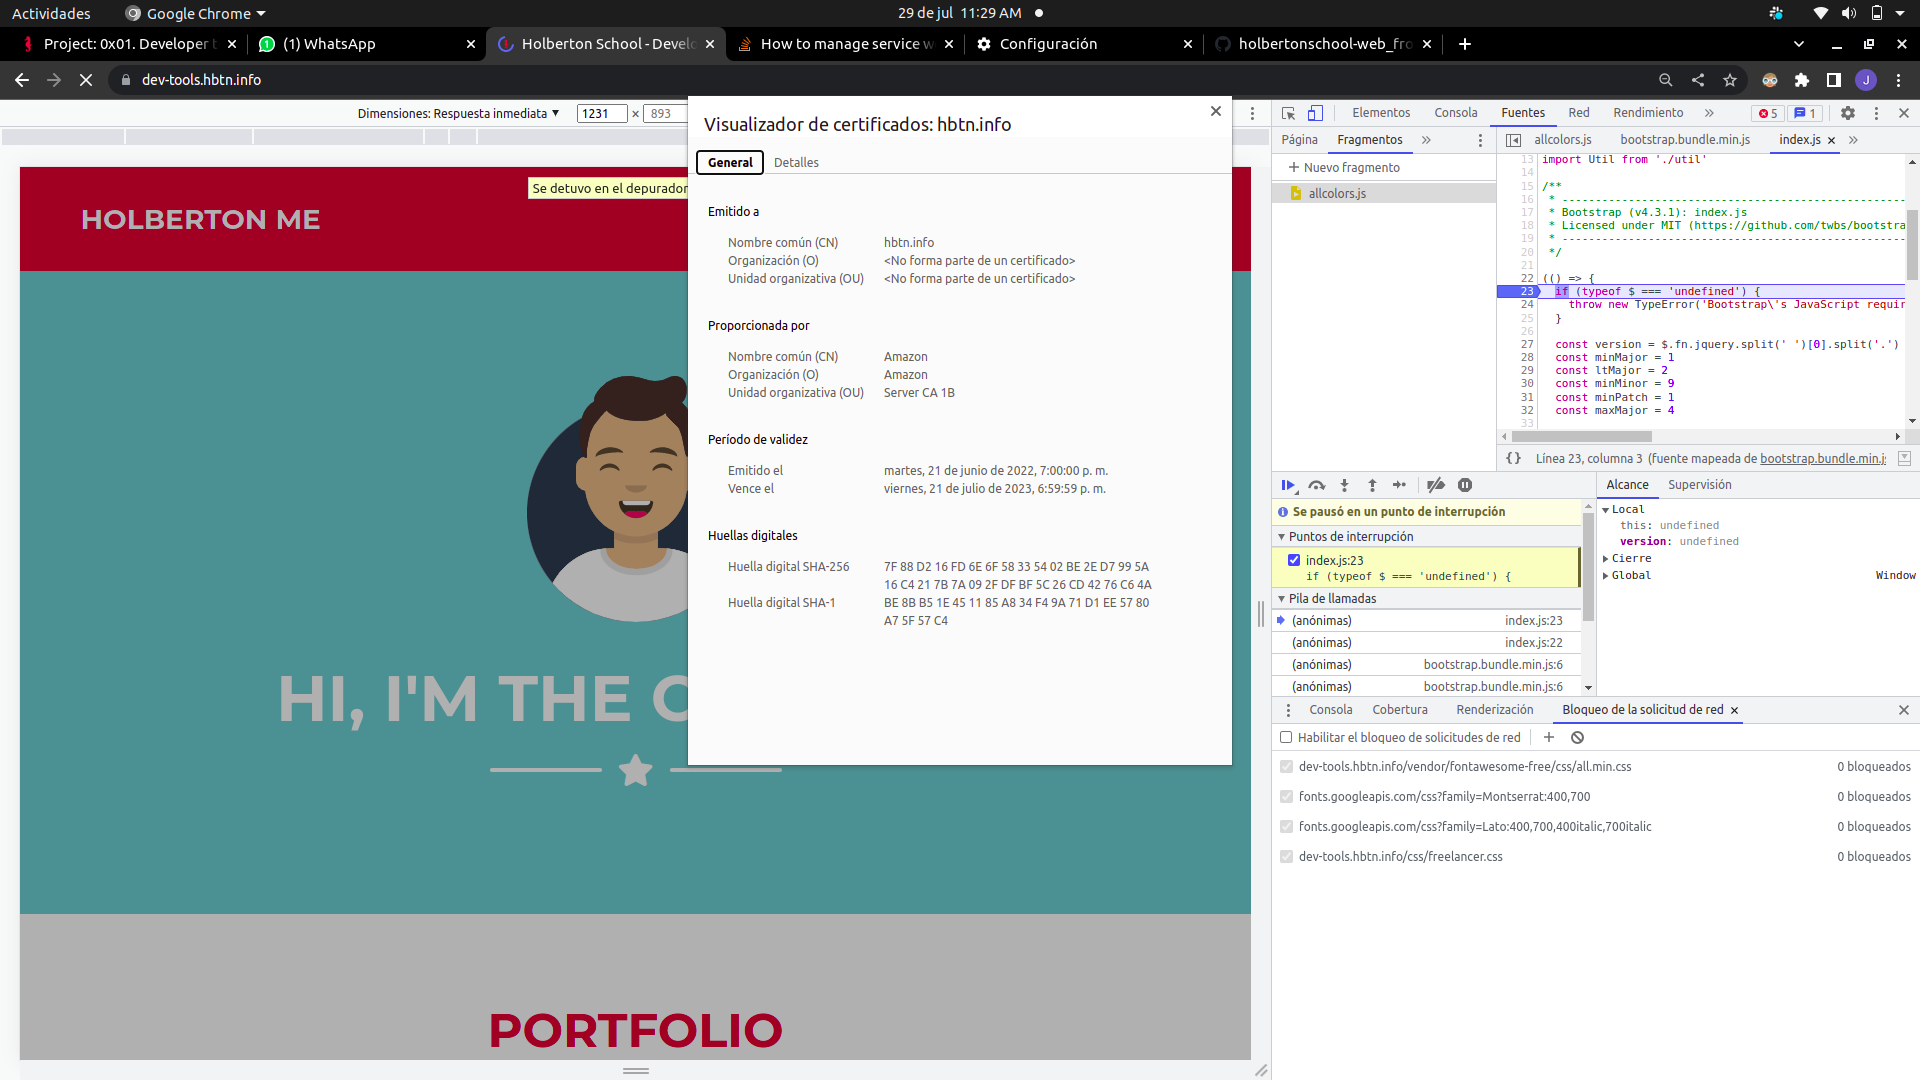 Actividades
Google Chrome
29 de jul 11:29 AM
Project: 0x01. Developer t
(1) WhatsApp
Holberton School - Develo
How to manage service w
Configuración
holbertonschool-web_fro
dev-tools.hbtn.info
J
Dimensiones: Respuesta inmediata
1231 × 893
HOLBERTON ME
Se detuvo en el depurador
HI, I'M THE
PORTFOLIO
Visualizador de certificados: hbtn.info
General
Detalles
Emitido a
Nombre común (CN) hbtn.info
Organización (O) <No forma parte de un certificado>
Unidad organizativa (OU) <No forma parte de un certificado>
Proporcionada por
Nombre común (CN) Amazon
Organización (O) Amazon
Unidad organizativa (OU) Server CA 1B
Período de validez
Emitido el martes, 21 de junio de 2022, 7:00:00 p. m.
Vence el viernes, 21 de julio de 2023, 6:59:59 p. m.
Huellas digitales
Huella digital SHA-256 7F 88 D2 16 FD 6E 6F 58 33 54 02 BE 2E D7 99 5A
16 C4 21 7B 7A 09 2F DF BF 5C 26 CD 42 76 C6 4A
Huella digital SHA-1 BE 8B B5 1E 45 11 85 A8 34 F4 9A 71 D1 EE 57 80
A7 5F 57 C4
Elementos Consola Fuentes Red Rendimiento » 5 1
Página Fragmentos »
Nuevo fragmento
allcolors.js
allcolors.js bootstrap.bundle.min.js index.js »
13 import Util from './util'
14
15 /**
16 * ----------------------------------------------------
17 * Bootstrap (v4.3.1): index.js
18 * Licensed under MIT (https://github.com/twbs/bootstra
19 * ----------------------------------------------------
20 */
21
22 (() => {
23 if (typeof $ === 'undefined') {
24 throw new TypeError('Bootstrap\'s JavaScript requir
25 }
26
27 const version = $.fn.jquery.split(' ')[0].split('.')
28 const minMajor = 1
29 const ltMajor = 2
30 const minMinor = 9
31 const minPatch = 1
32 const maxMajor = 4
33
{} Línea 23, columna 3 (fuente mapeada de bootstrap.bundle.min.js
Se pausó en un punto de interrupción
Puntos de interrupción
index.js:23
if (typeof $ === 'undefined') {
Pila de llamadas
(anónimas) index.js:23
(anónimas) index.js:22
(anónimas) bootstrap.bundle.min.js:6
(anónimas) bootstrap.bundle.min.js:6
Alcance Supervisión
Local
this: undefined
version: undefined
Cierre
Global Window
Consola Cobertura Renderización Bloqueo de la solicitud de red
Habilitar el bloqueo de solicitudes de red
dev-tools.hbtn.info/vendor/fontawesome-free/css/all.min.css 0 bloqueados
fonts.googleapis.com/css?family=Montserrat:400,700 0 bloqueados
fonts.googleapis.com/css?family=Lato:400,700,400italic,700italic 0 bloqueados
dev-tools.hbtn.info/css/freelancer.css 0 bloqueados